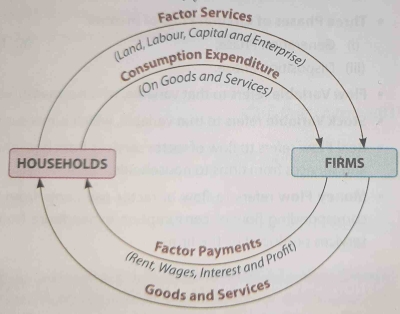 Factor Services
(Land, Labour, Capital and Enterprise)
Consumption Expenditure
(On Goods and Services)
HOUSEHOLDS
FIRMS
Factor Payments
(Rent, Wages, Interest and Profit)
Goods and Services